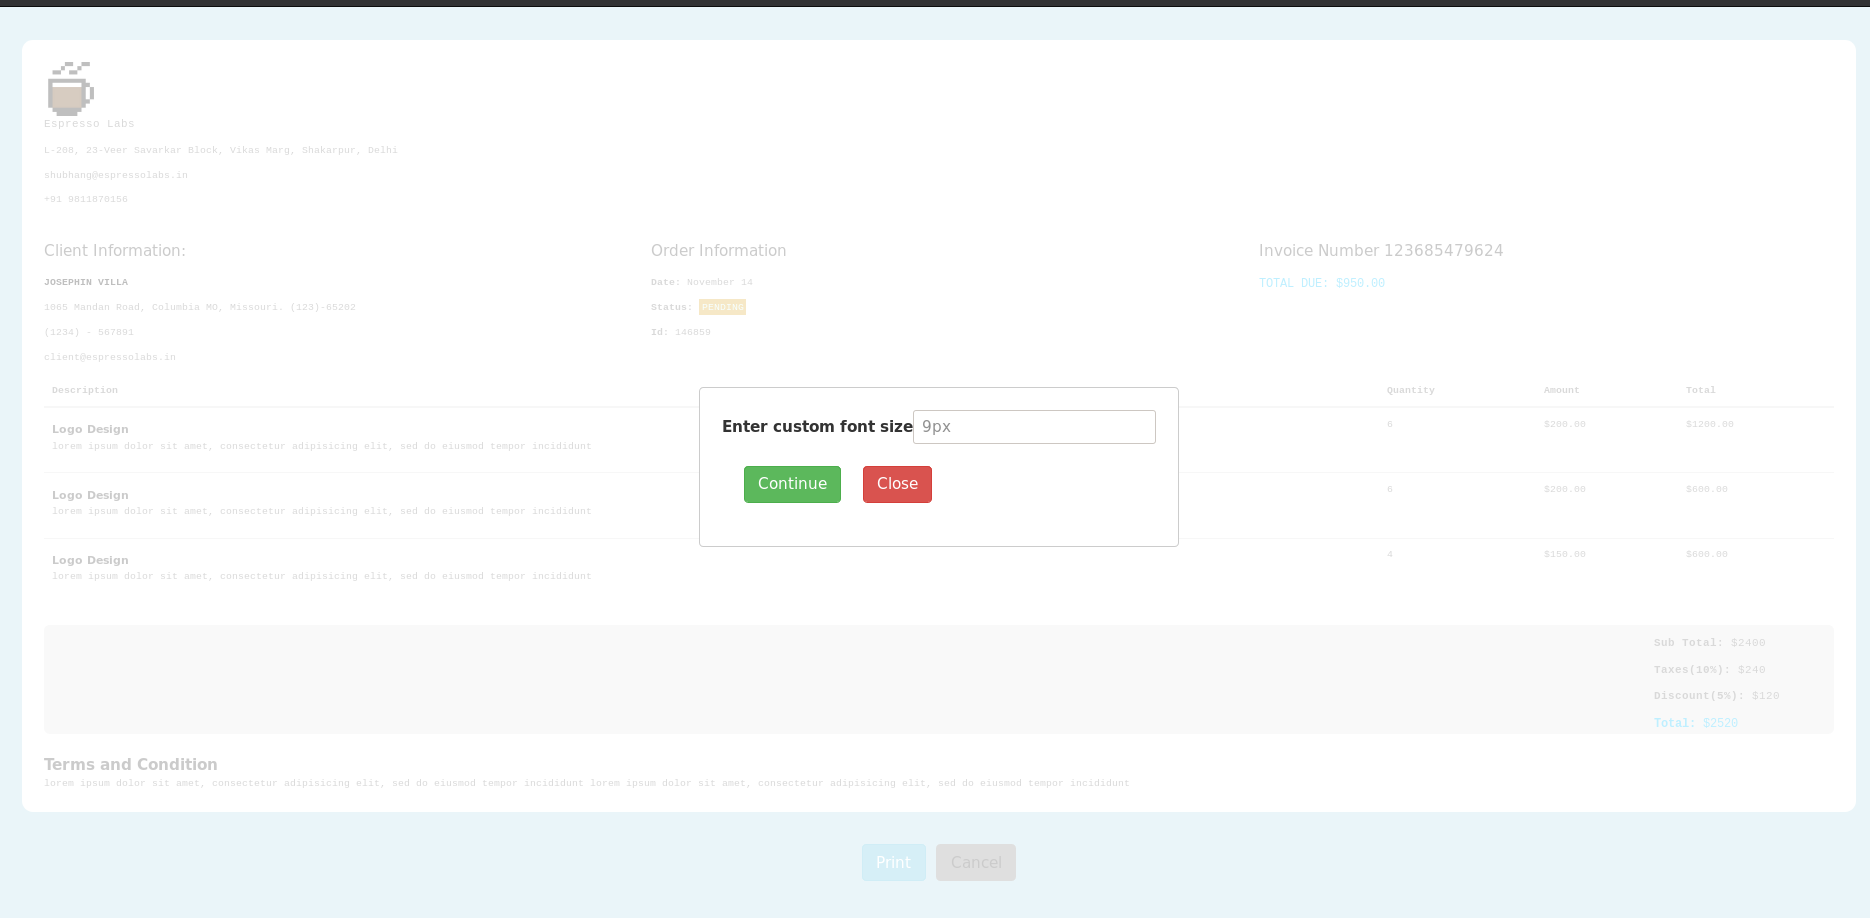 Espresso Labs
L-206, 23-Veer Savarkar Block, Vikas Marg, Shakarpur, Delhi
shubhang@espressolabs.in
+91 9811870156
Client Information:
JOSEPHIN VILLA
1065 Mandan Road, Columbia MO, Missouri. (123)-65202
(1234) - 567891
client@espressolabs.in
Order Information
Date: November 14
Status: PENDING
Id: 146859
Invoice Number 123685479624
TOTAL DUE: $950.00
Description Quantity Amount Total
Logo Design
lorem ipsum dolor sit amet, consectetur adipisicing elit, sed do eiusmod tempor incididunt
6 $200.00 $1200.00
Logo Design
lorem ipsum dolor sit amet, consectetur adipisicing elit, sed do eiusmod tempor incididunt
6 $200.00 $600.00
Logo Design
lorem ipsum dolor sit amet, consectetur adipisicing elit, sed do eiusmod tempor incididunt
4 $150.00 $600.00
Enter custom font size 9px
Continue Close
Sub Total: $2400
Taxes(10%): $240
Discount(5%): $120
Total: $2520
Terms and Condition
lorem ipsum dolor sit amet, consectetur adipisicing elit, sed do eiusmod tempor incididunt lorem ipsum dolor sit amet, consectetur adipisicing elit, sed do eiusmod tempor incididunt
Print Cancel